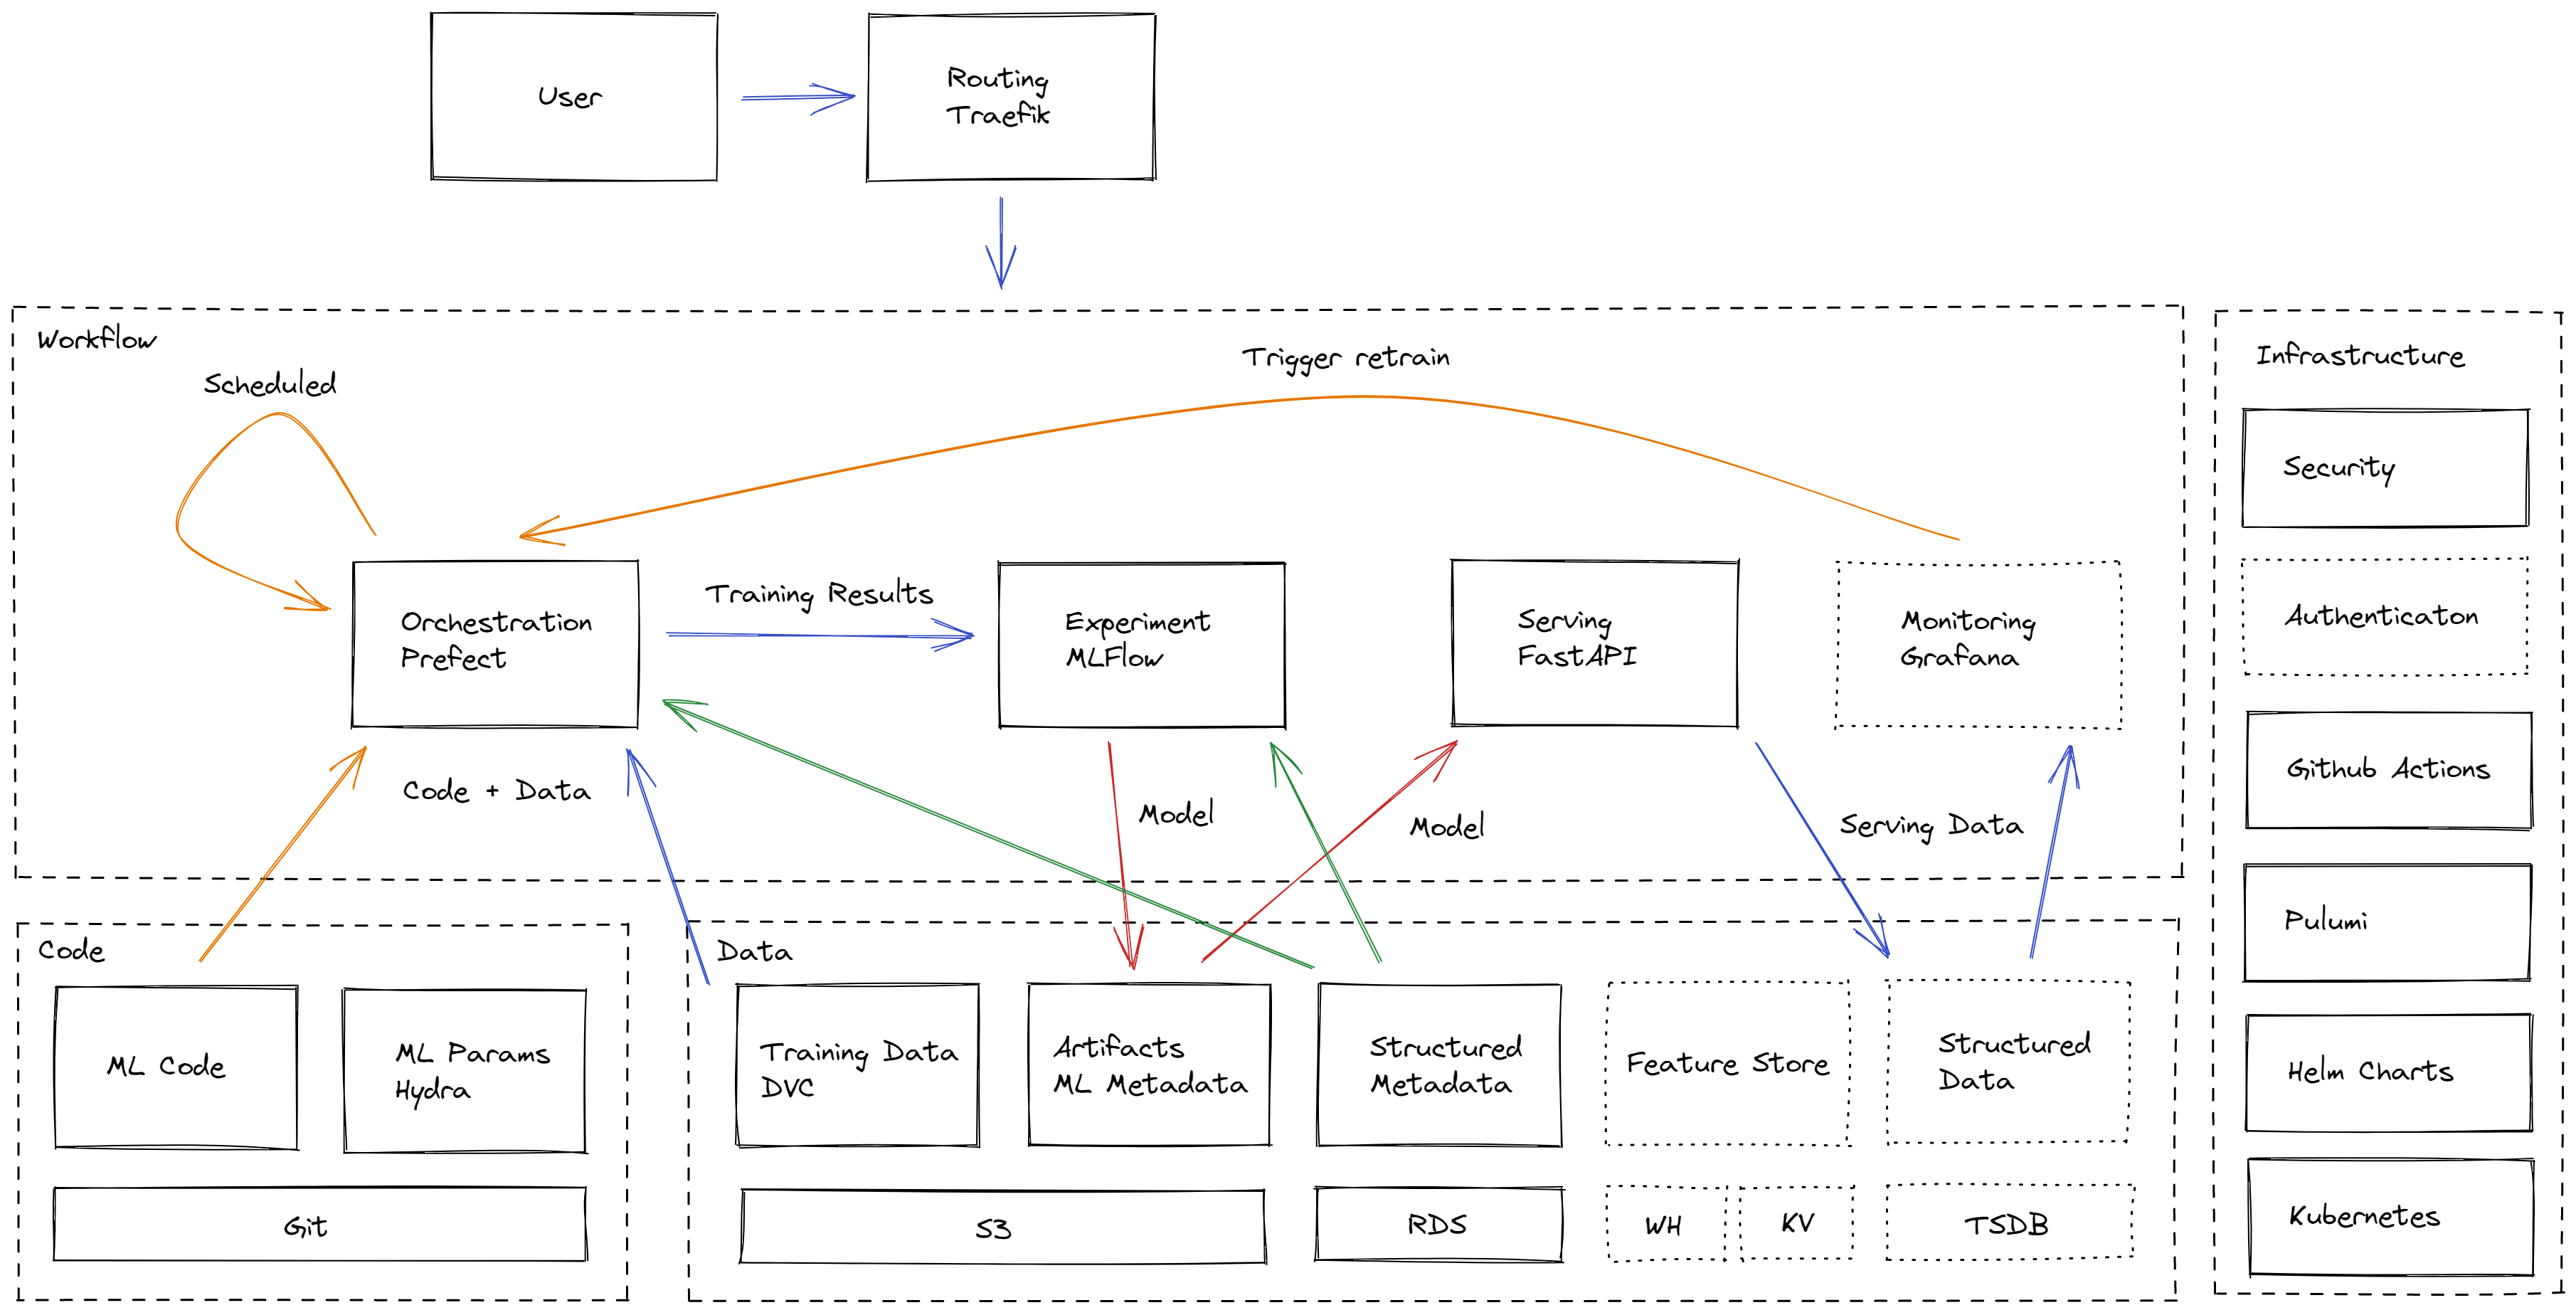 User
Routing
Traefik
Workflow
Scheduled
Trigger retrain
Orchestration
Prefect
Training Results
Experiment
MLFlow
Serving
FastAPI
Monitoring
Grafana
Code + Data
Model
Model
Serving Data
Code
ML Code
ML Params
Hydra
Git
Data
Training Data
DVC
Artifacts
ML Metadata
Structured
Metadata
Feature Store
Structured
Data
S3
RDS
WH
KV
TSDB
Infrastructure
Security
Authenticaton
Github Actions
Pulumi
Helm Charts
Kubernetes